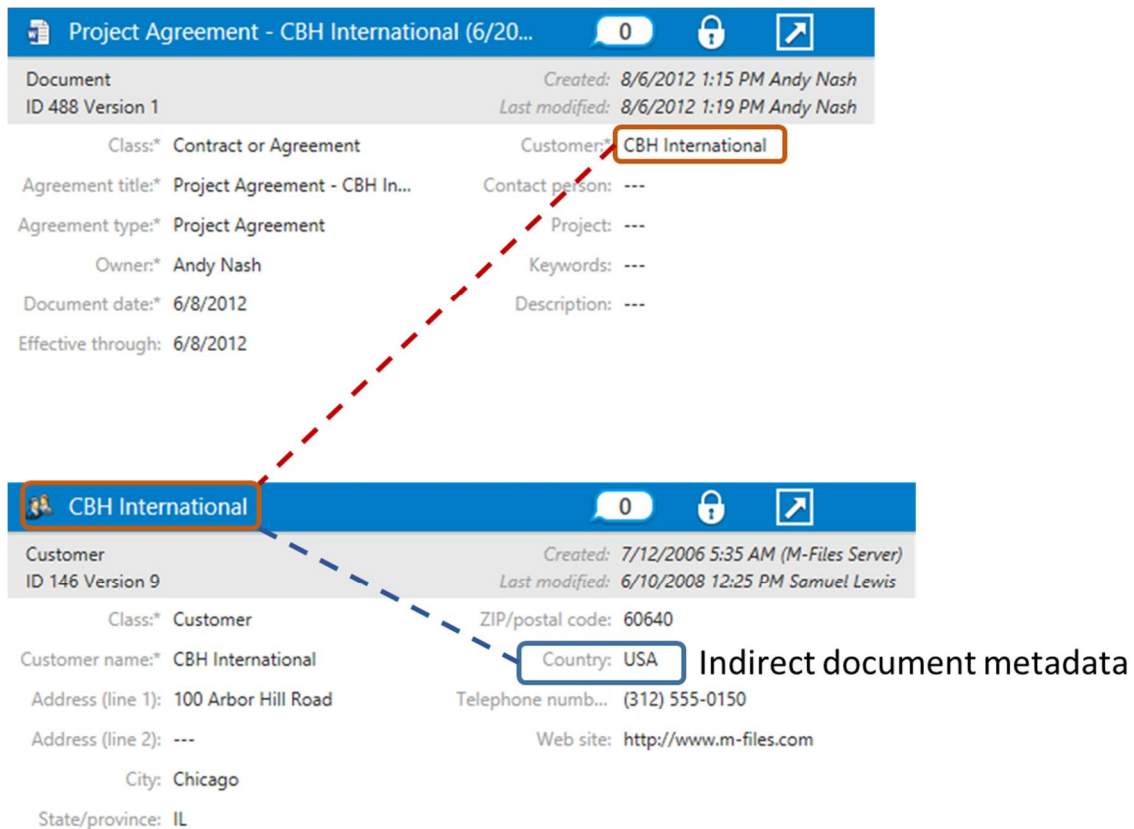 Project Agreement - CBH International (6/20... 0
Document Created: 8/6/2012 1:15 PM Andy Nash
ID 488 Version 1 Last modified: 8/6/2012 1:19 PM Andy Nash
Class:* Contract or Agreement Customer:* CBH International
Agreement title:* Project Agreement - CBH In... Contact person: ---
Agreement type:* Project Agreement Project: ---
Owner:* Andy Nash Keywords: ---
Document date:* 6/8/2012 Description: ---
Effective through: 6/8/2012
CBH International 0
Customer Created: 7/12/2006 5:35 AM (M-Files Server)
ID 146 Version 9 Last modified: 6/10/2008 12:25 PM Samuel Lewis
Class:* Customer ZIP/postal code: 60640
Customer name:* CBH International Country: USA Indirect document metadata
Address (line 1): 100 Arbor Hill Road Telephone numb... (312) 555-0150
Address (line 2): --- Web site: http://www.m-files.com
City: Chicago
State/province: IL